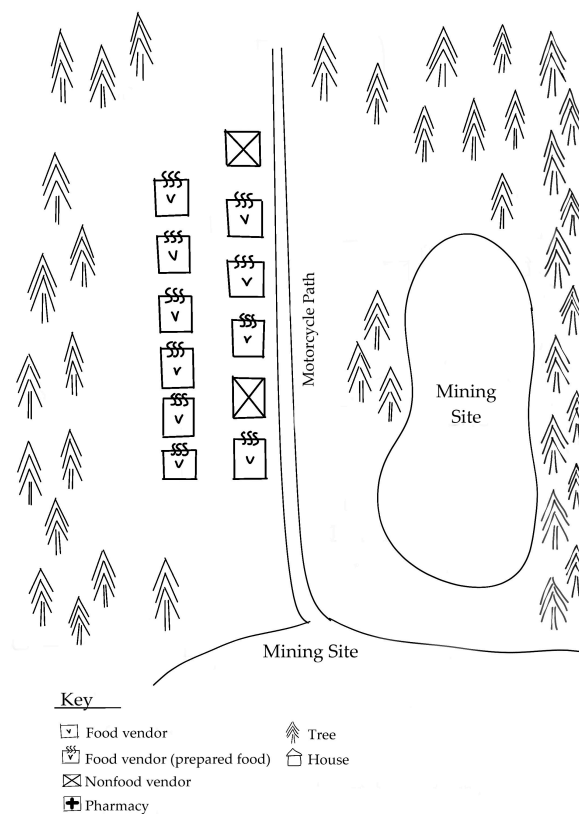 Motorcycle Path
Mining
Site
Mining Site
Key
v Food vendor
v Food vendor (prepared food)
Nonfood vendor
Pharmacy
Tree
House